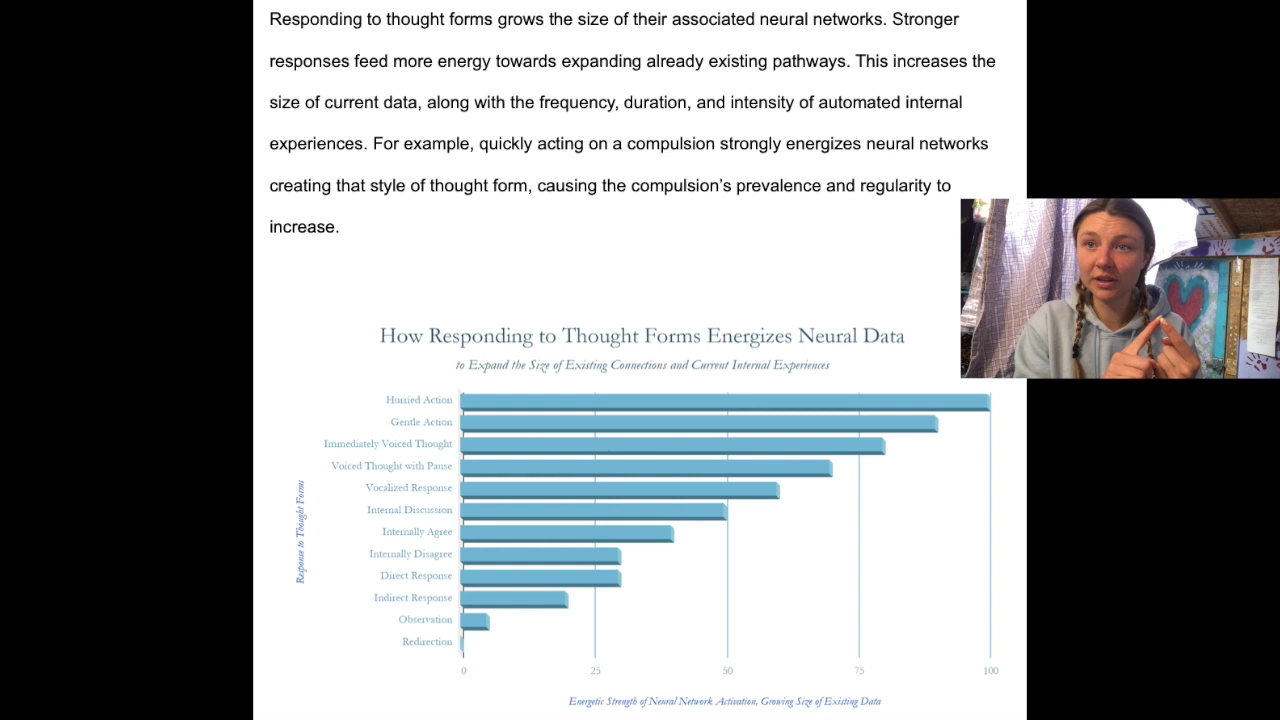 Responding to thought forms grows the size of their associated neural networks. Stronger
responses feed more energy towards expanding already existing pathways. This increases the
size of current data, along with the frequency, duration, and intensity of automated internal
experiences. For example, quickly acting on a compulsion strongly energizes neural networks
creating that style of thought form, causing the compulsion’s prevalence and regularity to
increase.
How Responding to Thought Forms Energizes Neural Data
to Expand the Size of Existing Connections and Current Internal Experiences
Response to Thought Forms
Hurried Action
Gentle Action
Immediately Voiced Thought
Voiced Thought with Pause
Vocalized Response
Internal Discussion
Internally Agree
Internally Disagree
Direct Response
Indirect Response
Observation
Redirection
0 25 50 75 100
Energetic Strength of Neural Network Activation, Growing Size of Existing Data